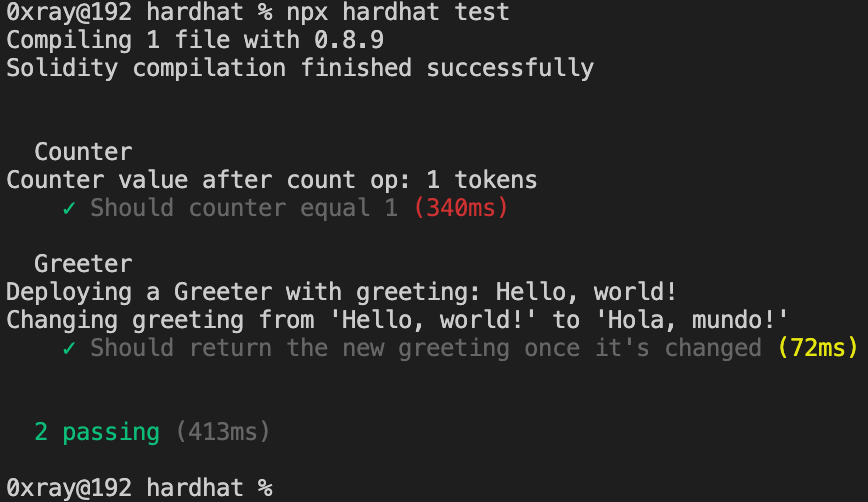 0xray@192 hardhat % npx hardhat test
Compiling 1 file with 0.8.9
Solidity compilation finished successfully
Counter
Counter value after count op: 1 tokens
✓ Should counter equal 1 (340ms)
Greeter
Deploying a Greeter with greeting: Hello, world!
Changing greeting from 'Hello, world!' to 'Hola, mundo!'
✓ Should return the new greeting once it's changed (72ms)
2 passing (413ms)
0xray@192 hardhat %